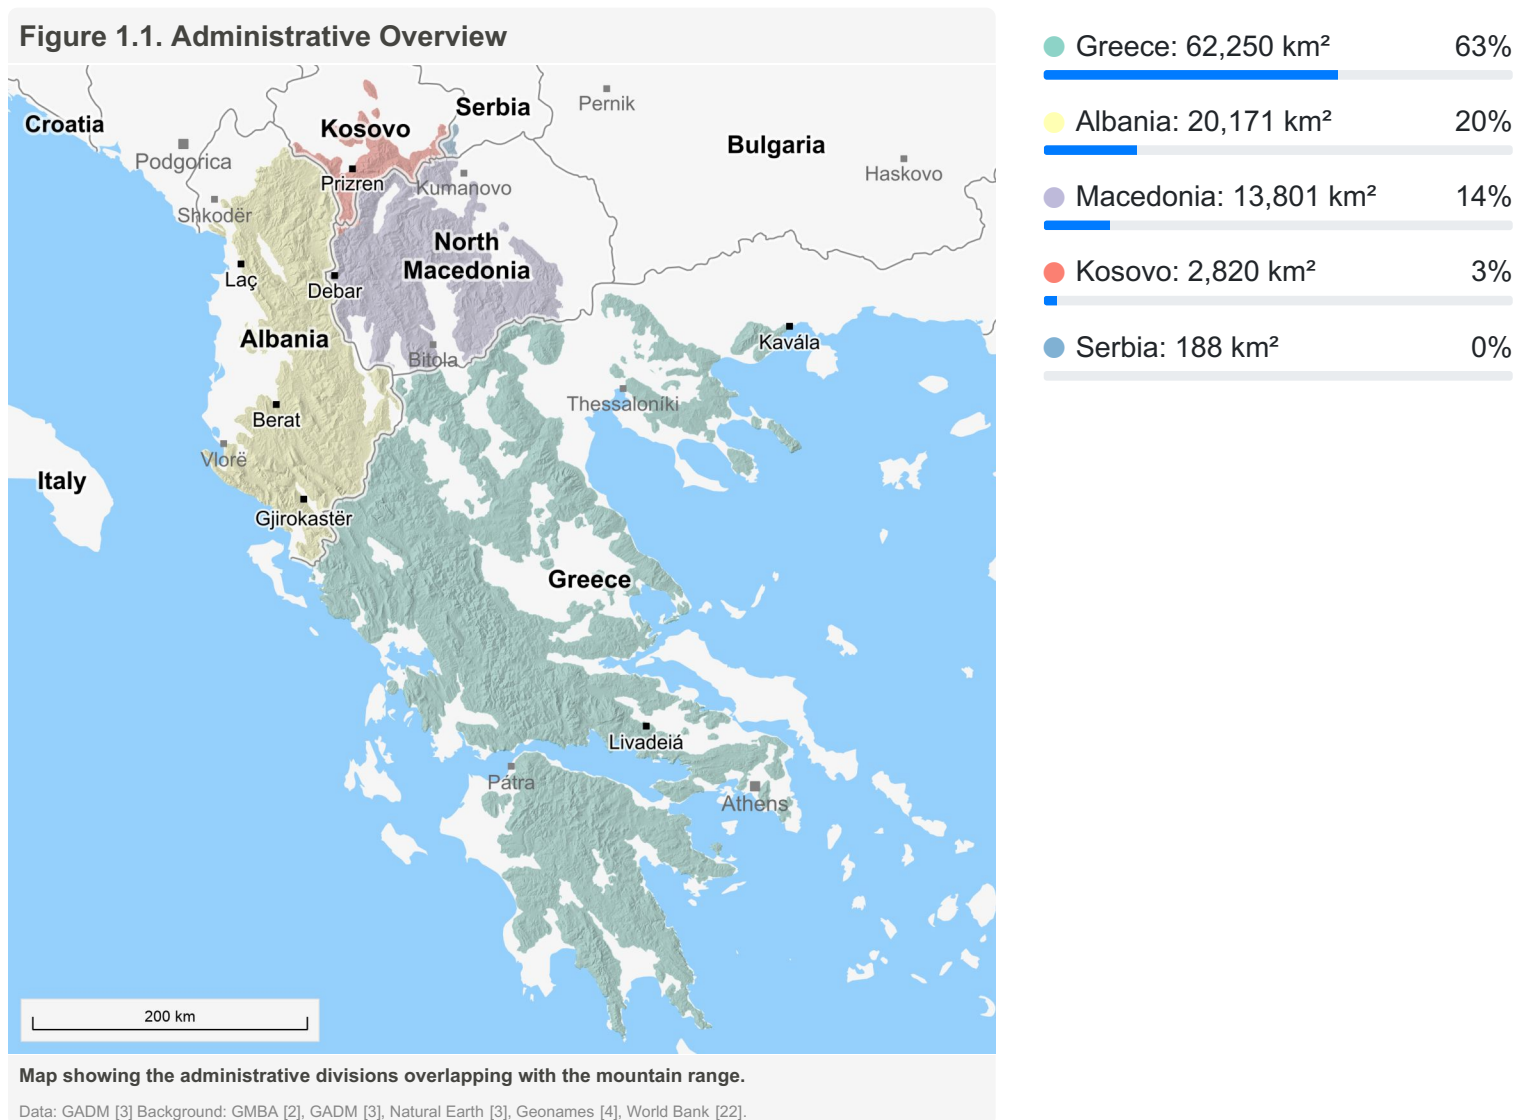 Figure 1.1. Administrative Overview
Croatia
Kosovo
Serbia
Pernik
Bulgaria
Podgorica
Haskovo
Prizren
Kumanovo
Shkodër
North
Macedonia
Laç
Debar
Albania
Kavála
Bitola
Thessaloníki
Berat
Vlorë
Italy
Gjirokastër
Greece
Livadeiá
Pátra
Athens
200 km
Map showing the administrative divisions overlapping with the mountain range.
Data: GADM [3] Background: GMBA [2], GADM [3], Natural Earth [3], Geonames [4], World Bank [22].
Greece: 62,250 km² 63%
Albania: 20,171 km² 20%
Macedonia: 13,801 km² 14%
Kosovo: 2,820 km² 3%
Serbia: 188 km² 0%